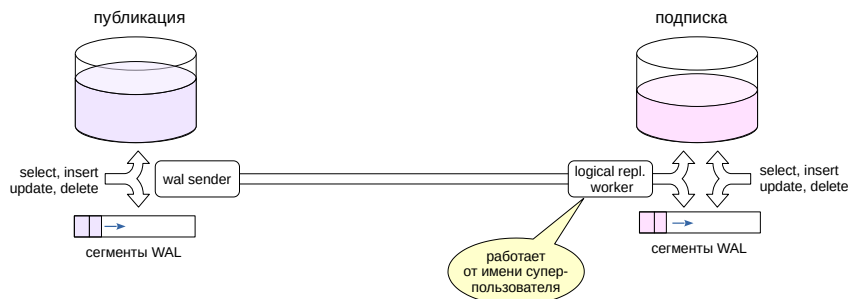 публикация
подписка
select, insert
update, delete
wal sender
logical repl.
worker
select, insert
update, delete
сегменты WAL
сегменты WAL
работает
от имени супер-
пользователя